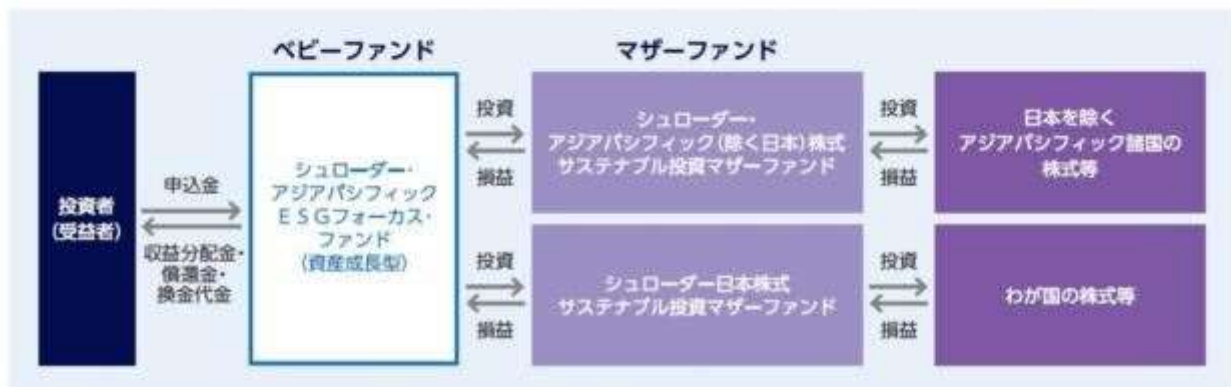 ベビーファンド
マザーファンド
投資者
(受益者)
申込金
収益分配金・
償還金・
換金代金
シュローダー・
アジアパシフィック
ESGフォーカス・
ファンド
(資産成長型)
投資
損益
シュローダー・
アジアパシフィック(除く日本)株式
サステナブル投資マザーファンド
投資
損益
日本を除く
アジアパシフィック諸国の
株式等
投資
損益
シュローダー日本株式
サステナブル投資マザーファンド
投資
損益
わが国の株式等